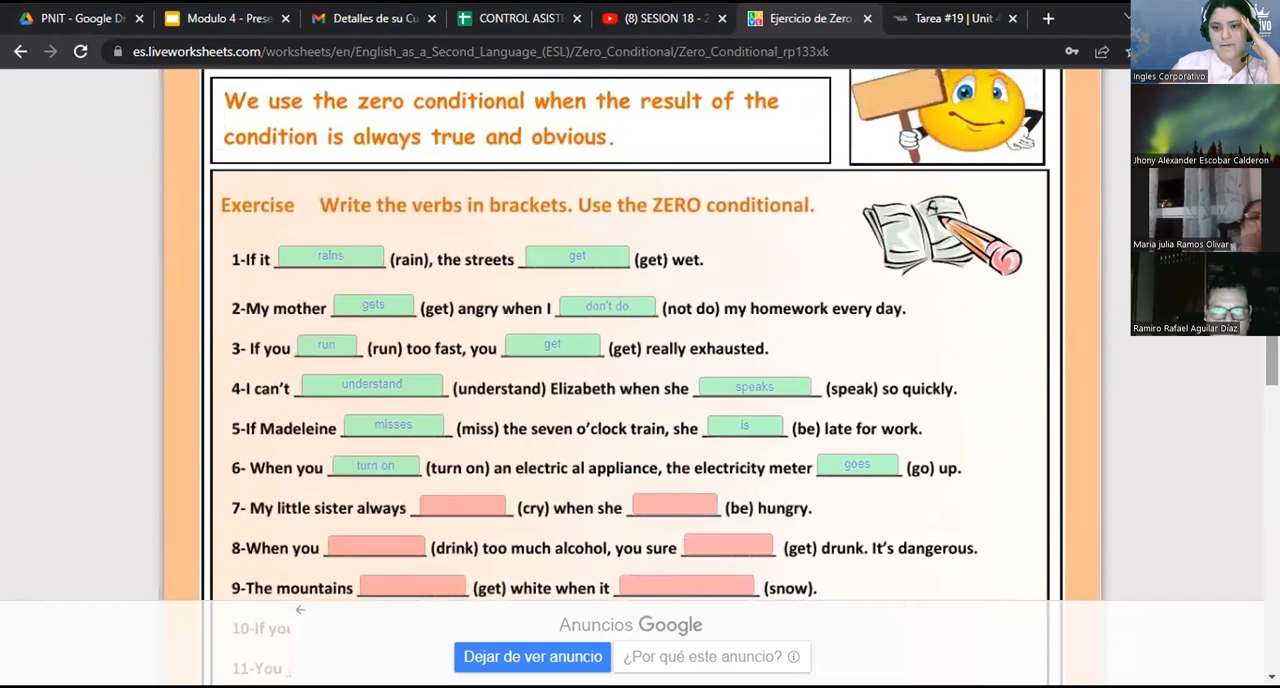 PNIT - Google Dr
Modulo 4 - Prese
Detalles de su Cu
CONTROL ASIST
(8) SESION 18 - 2
Ejercicio de Zero
Tarea #19 | Unit 4
es.liveworksheets.com/worksheets/en/English_as_a_Second_Language_(ESL)/Zero_Conditional/Zero_Conditional_rp133xk
Ingles Corporativo
Jhony Alexander Escobar Calderon
Maria julia Ramos Olivar
Ramiro Rafael Aguilar Díaz
We use the zero conditional when the result of the
condition is always true and obvious.
Exercise Write the verbs in brackets. Use the ZERO conditional.
1-If it rains (rain), the streets get (get) wet.
2-My mother gets (get) angry when I don't do (not do) my homework every day.
3- If you run (run) too fast, you get (get) really exhausted.
4-I can't understand (understand) Elizabeth when she speaks (speak) so quickly.
5-If Madeleine misses (miss) the seven o'clock train, she is (be) late for work.
6- When you turn on (turn on) an electric al appliance, the electricity meter goes (go) up.
7- My little sister always (cry) when she (be) hungry.
8-When you (drink) too much alcohol, you sure (get) drunk. It's dangerous.
9-The mountains (get) white when it (snow).
10-If you
11-You
Anuncios Google
Dejar de ver anuncio
¿Por qué este anuncio?